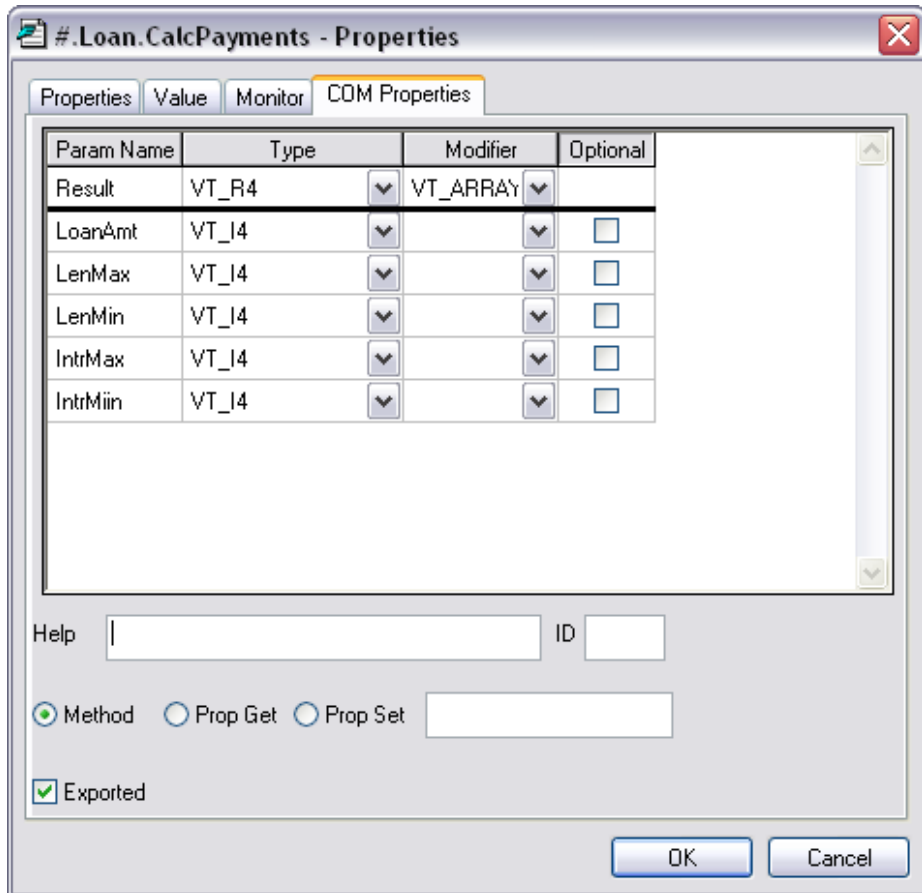 #.Loan.CalcPayments - Properties
Properties Value Monitor COM Properties
Param Name Type Modifier Optional
Result VT_R4 VT_ARRAY
LoanAmt VT_I4
LenMax VT_I4
LenMin VT_I4
IntrMax VT_I4
IntrMiin VT_I4
Help ID
Method Prop Get Prop Set
Exported
OK Cancel